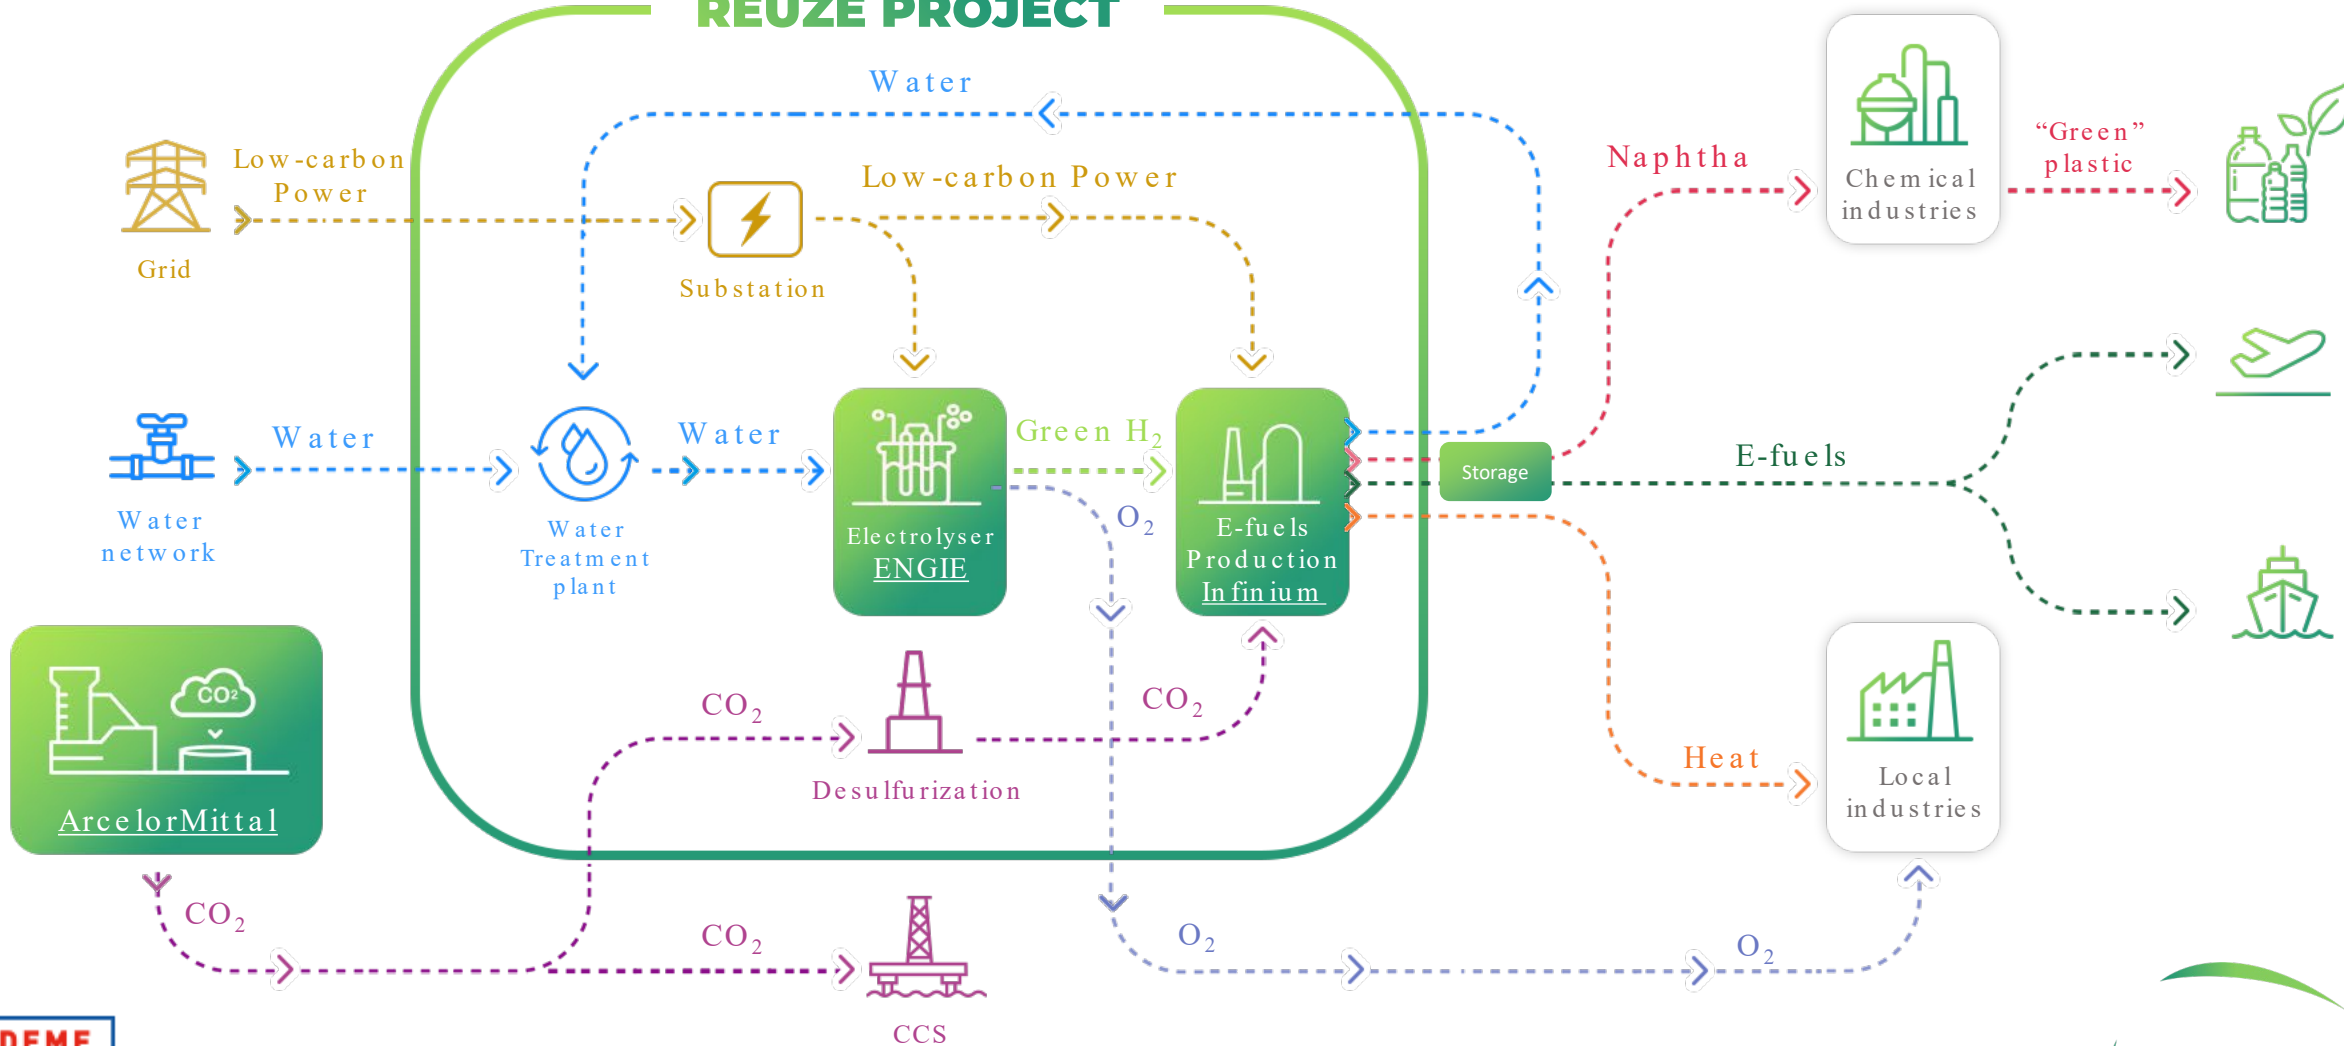 REUZE PROJECT
Water
Low-carbon
Power
Low-carbon Power
Grid
Substation
Naphtha
Chemical
industries
“Green”
plastic
Water
network
Water
Water
Treatment
plant
Water
Electrolyser
ENGIE
Green H₂
O₂
E-fuels
Production
Infinium
Storage
E-fuels
ArcelorMittal
CO₂
CO₂
CO₂
Desulfurization
CO₂
CO₂
CCS
O₂
O₂
Heat
Local
industries